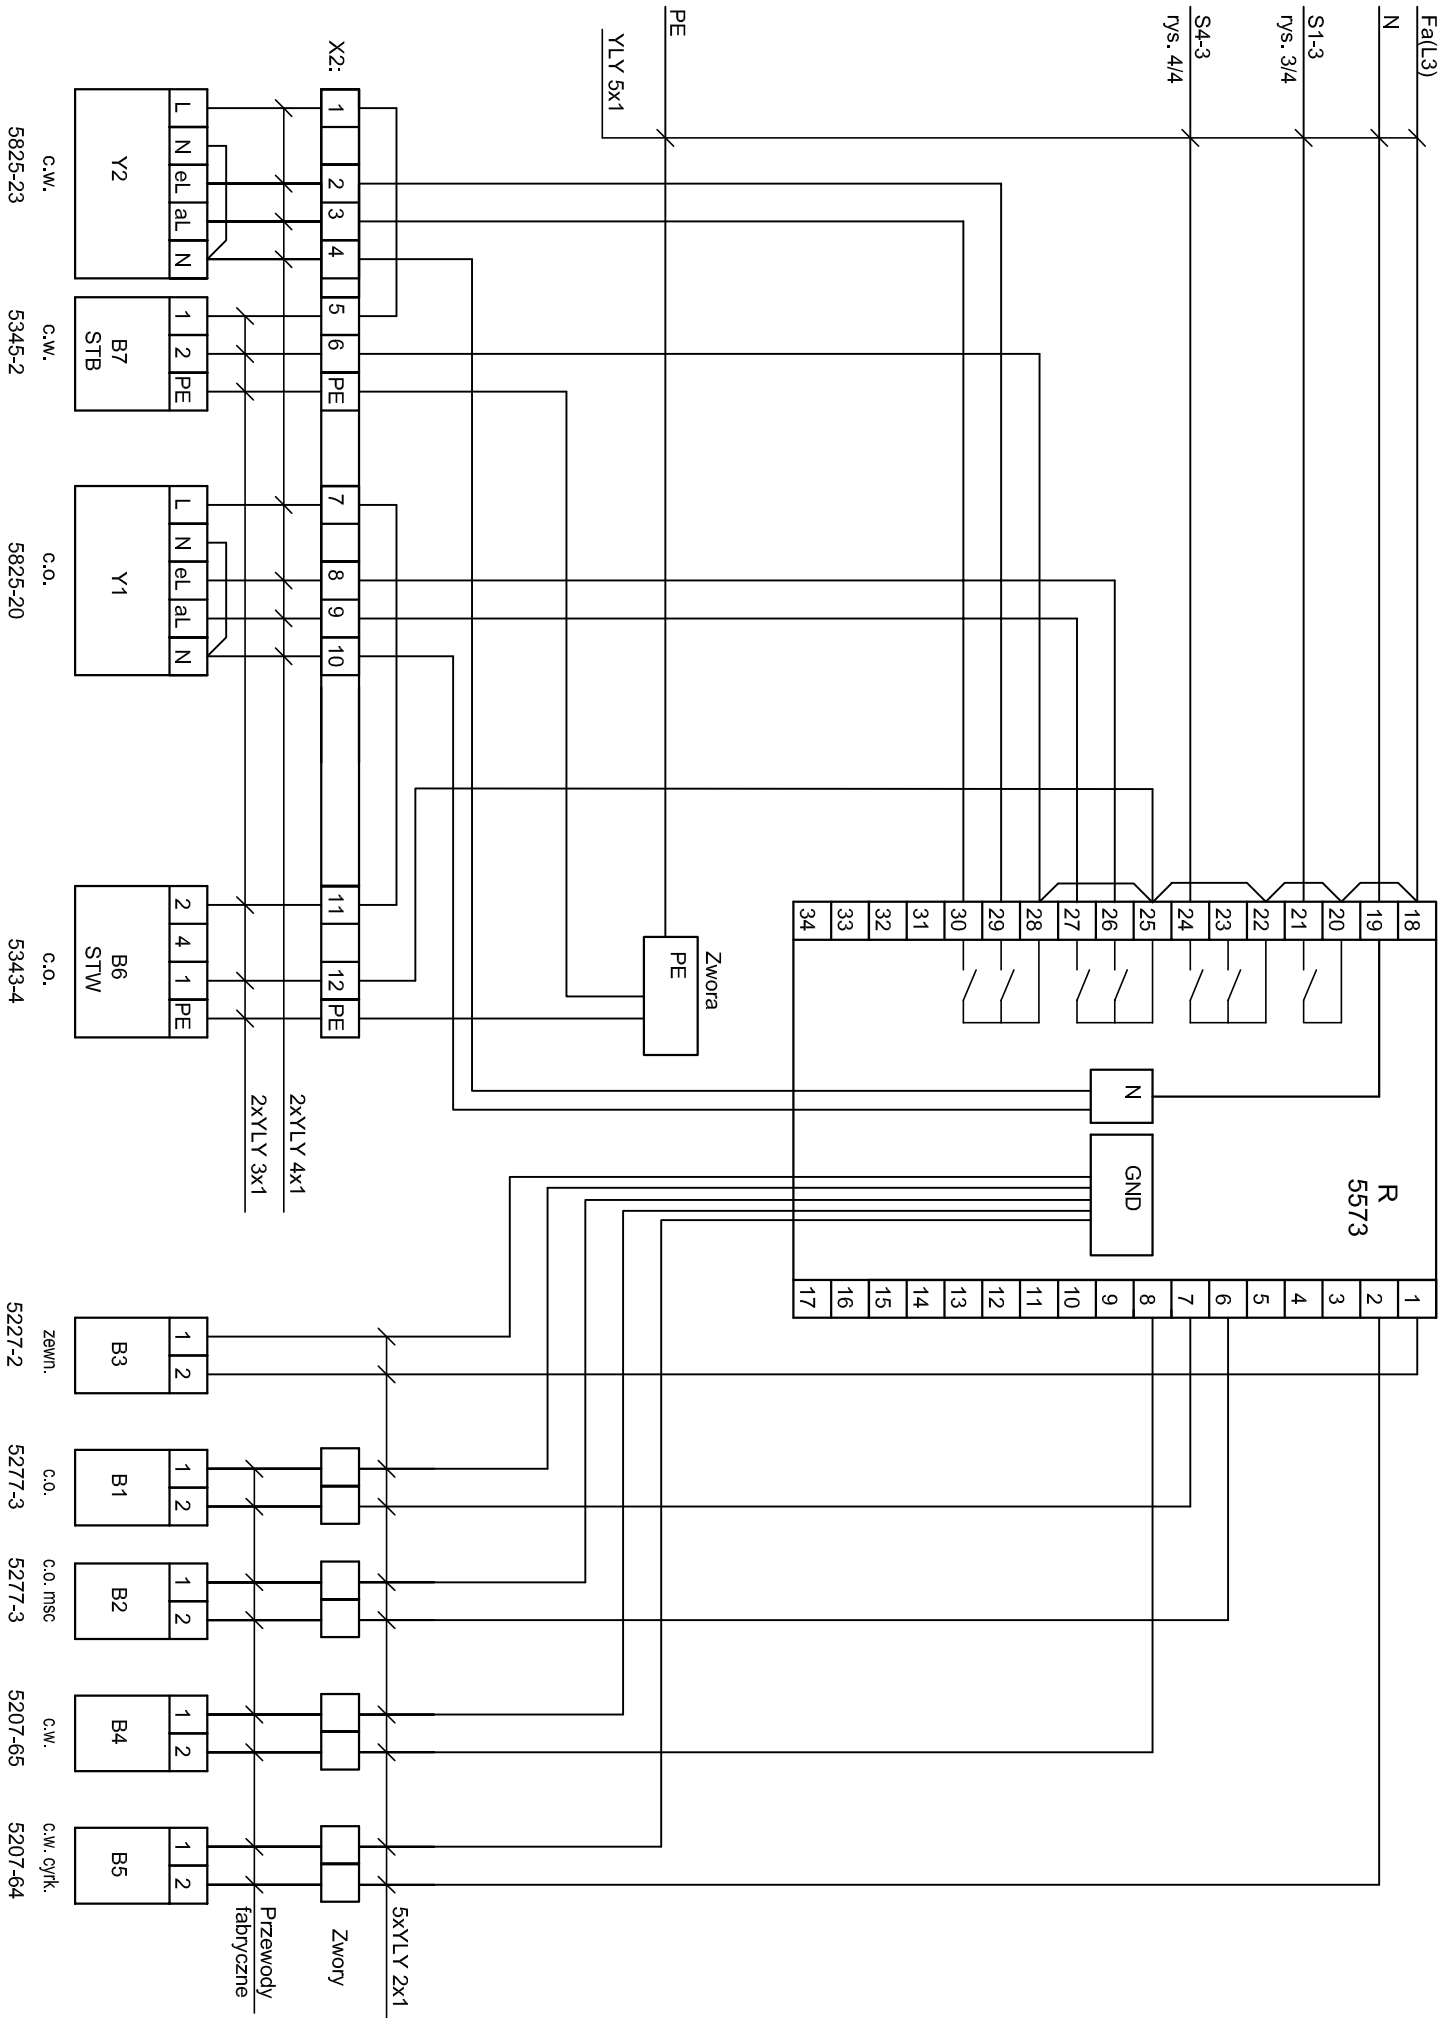 Fa(L3)
N
S1-3
rys. 3/4
S4-3
rys. 4/4
PE
YLY 5x1
R
5573
18
19
20
21
22
23
24
25
26
27
28
29
30
31
32
33
34
1
2
3
4
5
6
7
8
9
10
11
12
13
14
15
16
17
N
GND
Zwora
PE
X2:
1
2
3
4
5
6
PE
7
8
9
10
11
12
PE
2xYLY 4x1
2xYLY 3x1
5xYLY 2x1
Zwory
Przewody
fabryczne
L
N
eL
aL
N
Y2
c.w.
5825-23
1
2
PE
B7
STB
c.w.
5345-2
L
N
eL
aL
N
Y1
c.o.
5825-20
2
4
1
PE
B6
STW
c.o.
5343-4
1
2
B3
zewn.
5227-2
1
2
B1
c.o.
5277-3
1
2
B2
c.o. msc
5277-3
1
2
B4
c.w.
5207-65
1
2
B5
c.w. cyrk.
5207-64